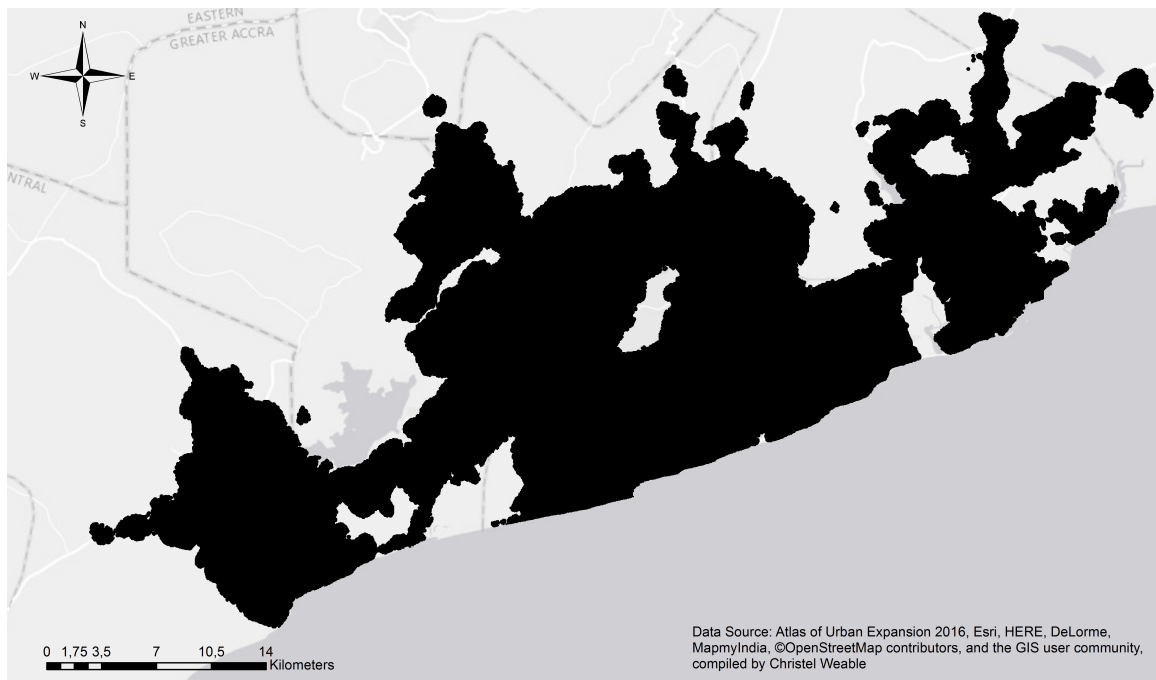 N
EASTERN
GREATER ACCRA
W
E
S
NTRAL
0 1,75 3,5 7 10,5 14
Kilometers
Data Source: Atlas of Urban Expansion 2016, Esri, HERE, DeLorme,
MapmyIndia, ©OpenStreetMap contributors, and the GIS user community,
compiled by Christel Weable